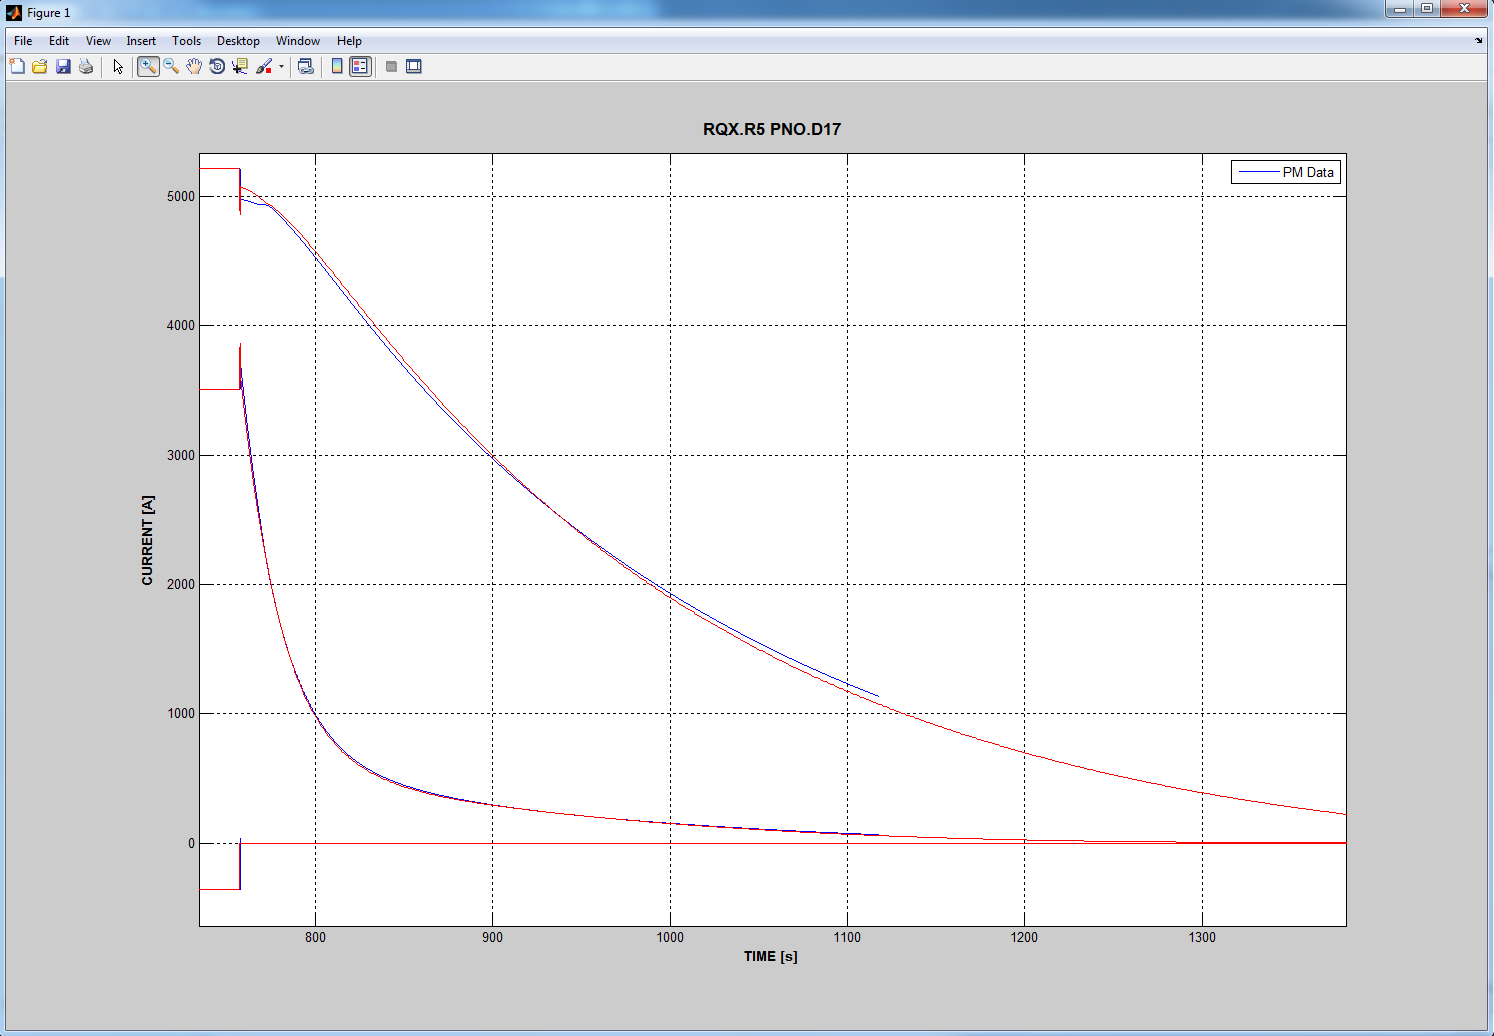 Figure 1
File Edit View Insert Tools Desktop Window Help
RQX.R5 PNO.D17
PM Data
5000
4000
3000
2000
1000
0
CURRENT [A]
800 900 1000 1100 1200 1300
TIME [s]